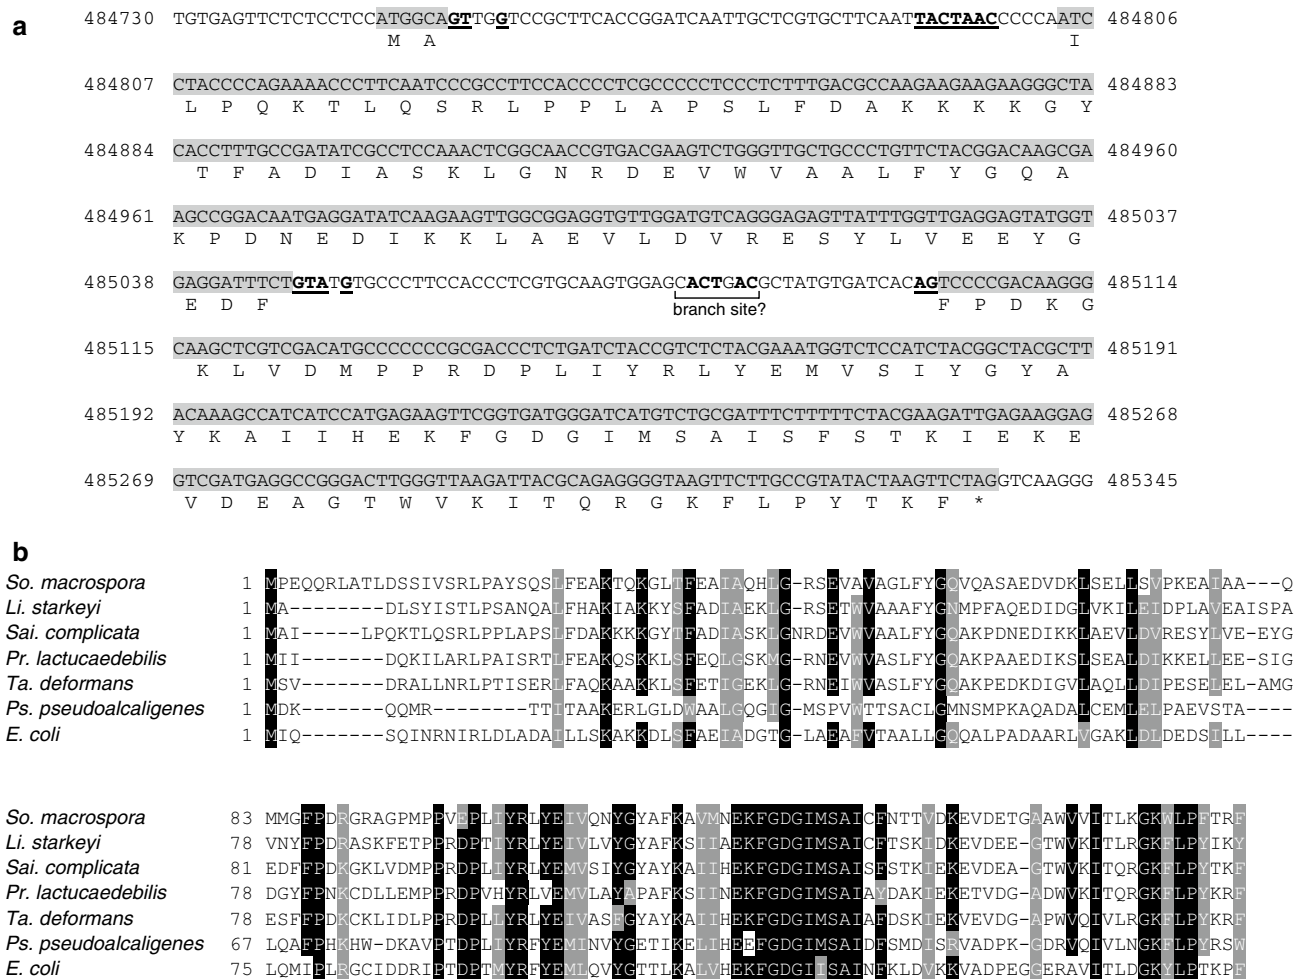 a
484730 TGTGAGTTCTCTCCTCCATGGCAGTTGGTCCGCTTCACCGGATCAATTGCTCGTGCTTCAATTACTAACCCCCAATC 484806
M A I
484807 CTACCCCAGAAAACCCTTCAATCCCGCCTTCCACCCCTCGCCCCCTCCCTCTTTGACGCCAAGAAGAAGAAGGGCTA 484883
L P Q K T L Q S R L P P L A P S L F D A K K K K G Y
484884 CACCTTTGCCGATATCGCCTCCAAACTCGGCAACCGTGACGAAGTCTGGGTTGCTGCCCTGTTCTACGGACAAGCGA 484960
T F A D I A S K L G N R D E V W V A A L F Y G Q A
484961 AGCCGGACAATGAGGATATCAAGAAGTTGGCGGAGGTGTTGGATGTCAGGGAGAGTTATTTGGTTGAGGAGTATGGT 485037
K P D N E D I K K L A E V L D V R E S Y L V E E Y G
485038 GAGGATTTCTGTATGTGCCCTTCCACCCTCGTGCAAGTGGAGCACTGACGCTATGTGATCACAGTCCCCGACAAGGG 485114
branch site?
E D F F P D K G
485115 CAAGCTCGTCGACATGCCCCCCCGCGACCCTCTGATCTACCGTCTCTACGAAATGGTCTCCATCTACGGCTACGCTT 485191
K L V D M P P R D P L I Y R L Y E M V S I Y G Y A
485192 ACAAAGCCATCATCCATGAGAAGTTCGGTGATGGGATCATGTCTGCGATTTCTTTTTCTACGAAGATTGAGAAGGAG 485268
Y K A I I H E K F G D G I M S A I S F S T K I E K E
485269 GTCGATGAGGCCGGGACTTGGGTTAAGATTACGCAGAGGGGTAAGTTCTTGCCGTATACTAAGTTCTAGGTCAAGGG 485345
V D E A G T W V K I T Q R G K F L P Y T K F *
b
So. macrospora 1 MPEQQRLATLDSSIVSRLPAYSQSLFEAKTQKGLTFEAIAQHLG-RSEVAVAGLFYGQVQASAEDVDKLSELLSVPKEAIAA---Q
Li. starkeyi 1 MA--------DLSYISTLPSANQALFHAKIAKKYSFADIAEKLG-RSETWVAAAFYGNMPFAQEDIDGLVKILEIDPLAVEAISPA
Sai. complicata 1 MAI-----LPQKTLQSRLPPLAPSLFDAKKKKGYTFADIASKLGNRDEVWVAALFYGQAKPDNEDIKKLAEVLDVRESYLVE-EYG
Pr. lactucaedebilis 1 MII-------DQKILARLPAISRTLFEAKQSKKLSFEQLGSKMG-RNEVWVASLFYGQAKPAAEDIKSLSEALDIKKELLEE-SIG
Ta. deformans 1 MSV-------DRALLNRLPTISERLFAQKAAKKLSFETIGEKLG-RNEIWVASLFYGQAKPEDKDIGVLAQLLDIPESELEL-AMG
Ps. pseudoalcaligenes 1 MDK-------QQMR--------TTTITAAKERLGLDWAALGQGIG-MSPVWTTSACLGMNSMPKAQADALCEMLELPAEVSTA----
E. coli 1 MIQ-------SQINRNIRLDLADAILLSKAKKDLSFAEIADGTG-LAEAFVTAALLGQQALPADAARLVGAKLDLDEDSILL----
So. macrospora 83 MMGFPDRGRAGPMPPVEPLIYRLYEIVQNYGYAFKAVMNEKFGDGIMSAICFNTTVDKEVDETGAAWVVITLKGKWLPFTRF
Li. starkeyi 78 VNYFPDRASKFETPPRDPTIYRLYEIVLVYGYAFKSIIAEKFGDGIMSAICFTSKIDKEVDEE-GTWVKITLRGKFLPYIKY
Sai. complicata 81 EDFFPDKGKLVDMPPRDPLIYRLYEMVSIYGYAYKAIIHEKFGDGIMSAISFSTKIEKEVDEA-GTWVKITQRGKFLPYTKF
Pr. lactucaedebilis 78 DGYFPNKCDLLEMPPRDPVHYRLVEMVLAYAPAFKSIINEKFGDGIMSAIAYDAKIEKETVDG-ADWVKITQRGKFLPYKRF
Ta. deformans 78 ESFFPDKCKLIDLPPRDPLLYRLYEIVASFGYAYKAIIHEKFGDGIMSAIAFDSKIEKVEVDG-APWVQIVLRGKFLPYKRF
Ps. pseudoalcaligenes 67 LQAFPHKHW-DKAVPTDPLIYRFYEMINVYGETIKELIHEEFGDGIMSAIDFSMDISRVADPK-GDRVQIVLNGKFLPYRSW
E. coli 75 LQMIPLRGCIDDRIPTDPTMYRFYEMLQVYGTTLKALVHEKFGDGIISAINFKLDVKKVADPEGGERAVITLDGKYLPTKPF